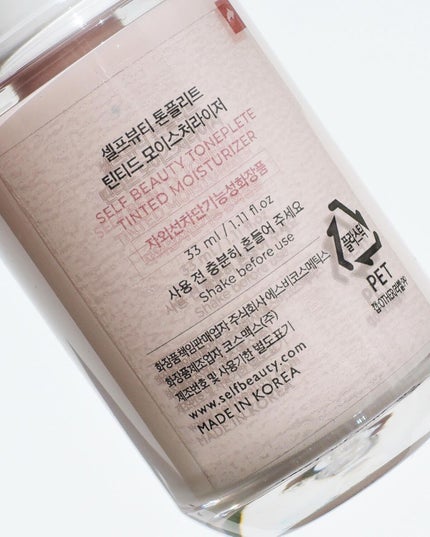 셀프뷰티 톤플리트
틴티드 모이스처라이저
SELF BEAUTY TONEPLETE
TINTED MOISTURIZER
자외선차단기능성화장품
33 ml / 1.11 fl.oz
사용 전 충분히 흔들어 주세요
Shake before use
화장품책임판매업자 주식회사 에스비코스메틱스
화장품제조업자 코스맥스(주)
제조번호 및 사용기한 별도표기
www.selfbeauty.com
MADE IN KOREA
플라스틱
PET